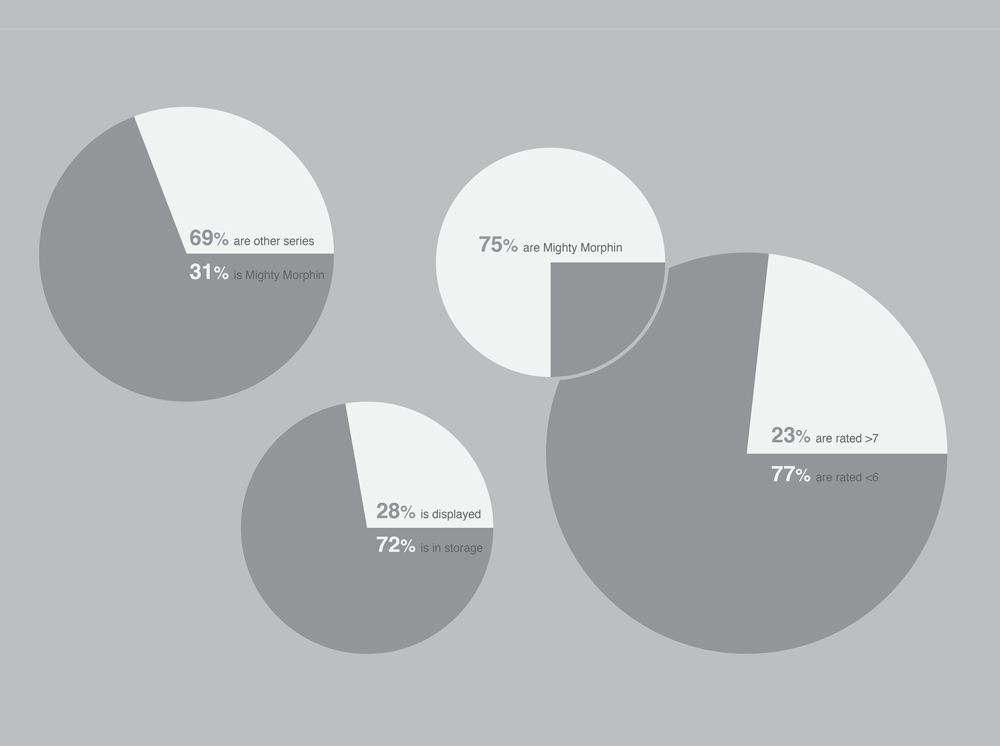 69% are other series
31% is Mighty Morphin
75% are Mighty Morphin
23% are rated >7
77% are rated <6
28% is displayed
72% is in storage